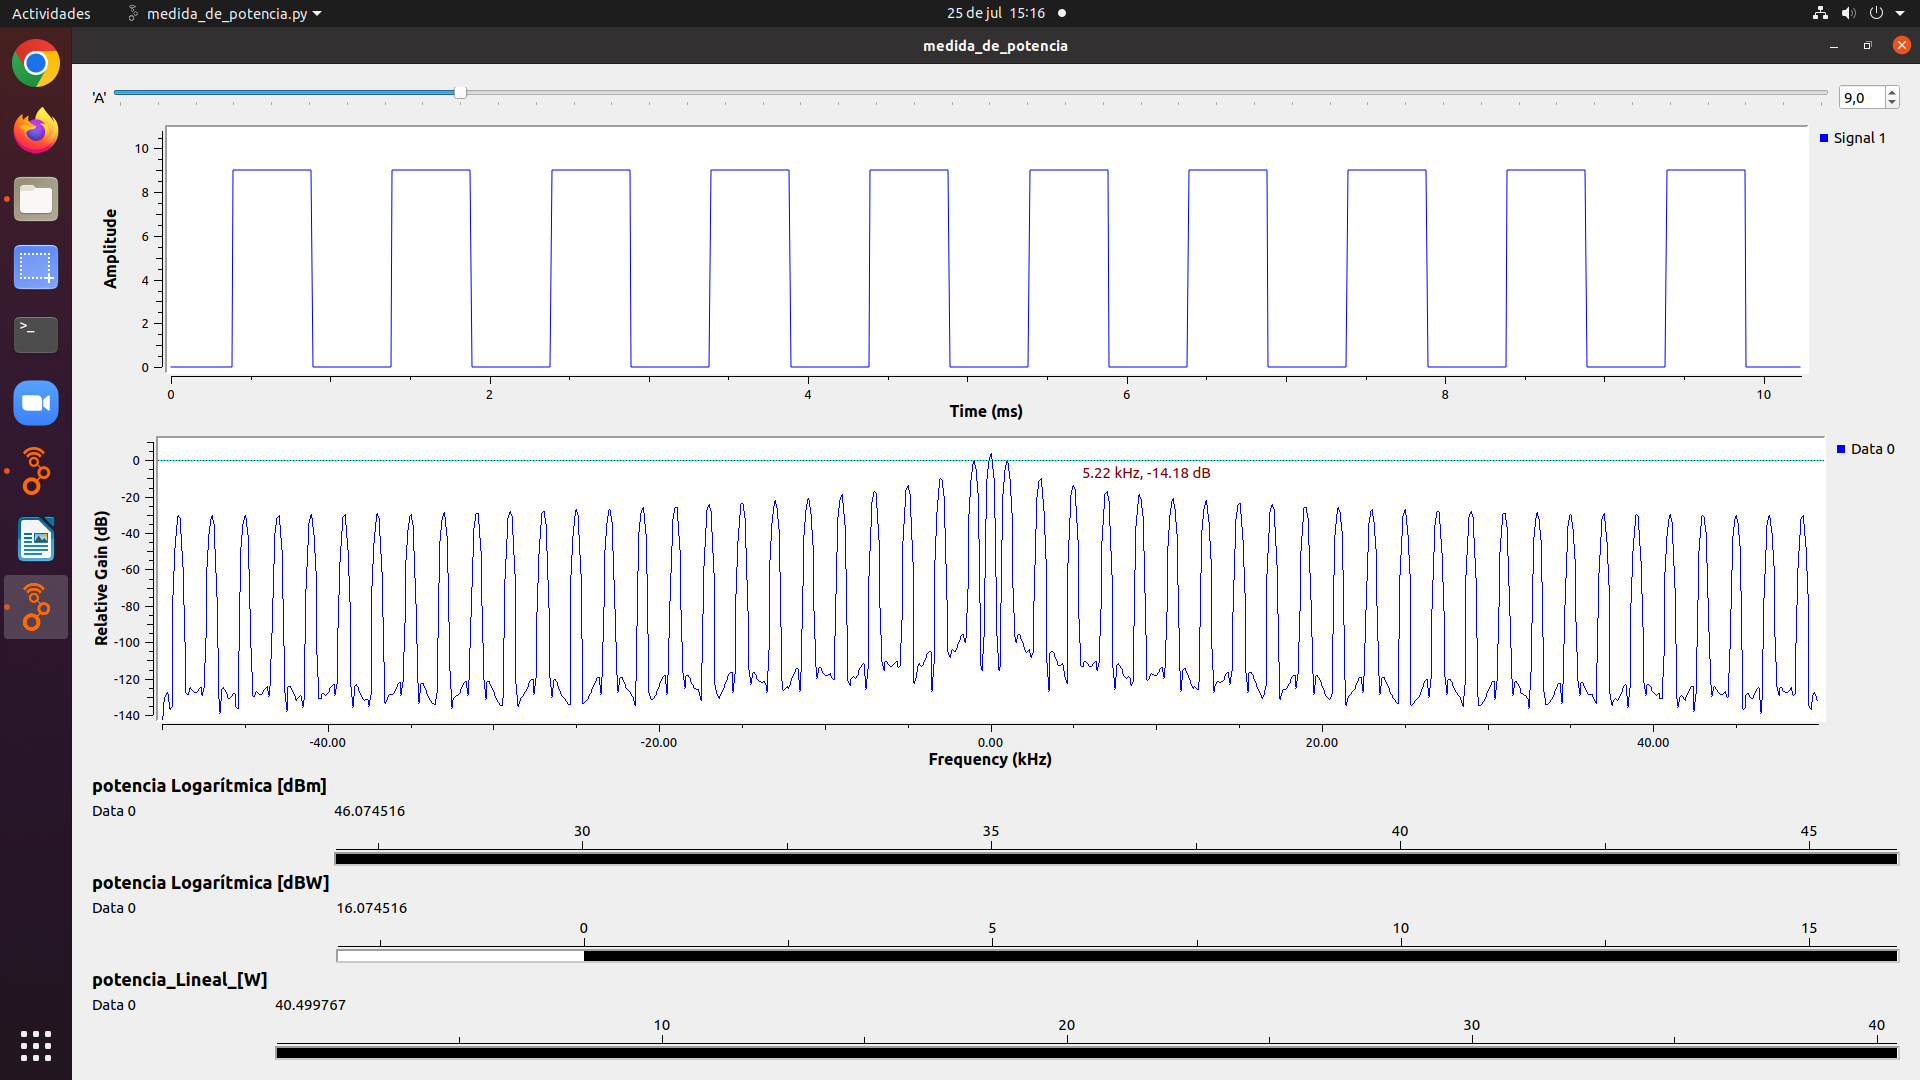 Actividades medida_de_potencia.py 25 de jul 15:16
medida_de_potencia
'A' 9,0
Signal 1
10
8
6
4
2
0
Amplitude
0 2 4 6 8 10
Time (ms)
Data 0
5.22 kHz, -14.18 dB
0
-20
-40
-60
-80
-100
-120
-140
Relative Gain (dB)
-40.00 -20.00 0.00 20.00 40.00
Frequency (kHz)
potencia Logarítmica [dBm]
Data 0 46.074516
30 35 40 45
potencia Logarítmica [dBW]
Data 0 16.074516
0 5 10 15
potencia_Lineal_[W]
Data 0 40.499767
10 20 30 40